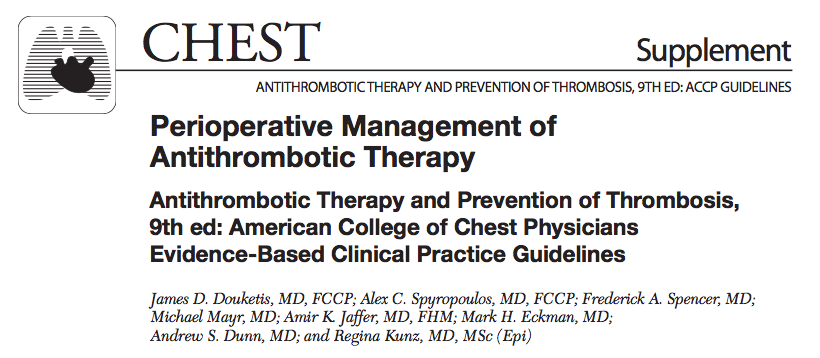 CHEST
Supplement
ANTITHROMBOTIC THERAPY AND PREVENTION OF THROMBOSIS, 9TH ED: ACCP GUIDELINES
Perioperative Management of
Antithrombotic Therapy
Antithrombotic Therapy and Prevention of Thrombosis,
9th ed: American College of Chest Physicians
Evidence-Based Clinical Practice Guidelines
James D. Douketis, MD, FCCP; Alex C. Spyropoulos, MD, FCCP; Frederick A. Spencer, MD;
Michael Mayr, MD; Amir K. Jaffer, MD, FHM; Mark H. Eckman, MD;
Andrew S. Dunn, MD; and Regina Kunz, MD, MSc (Epi)